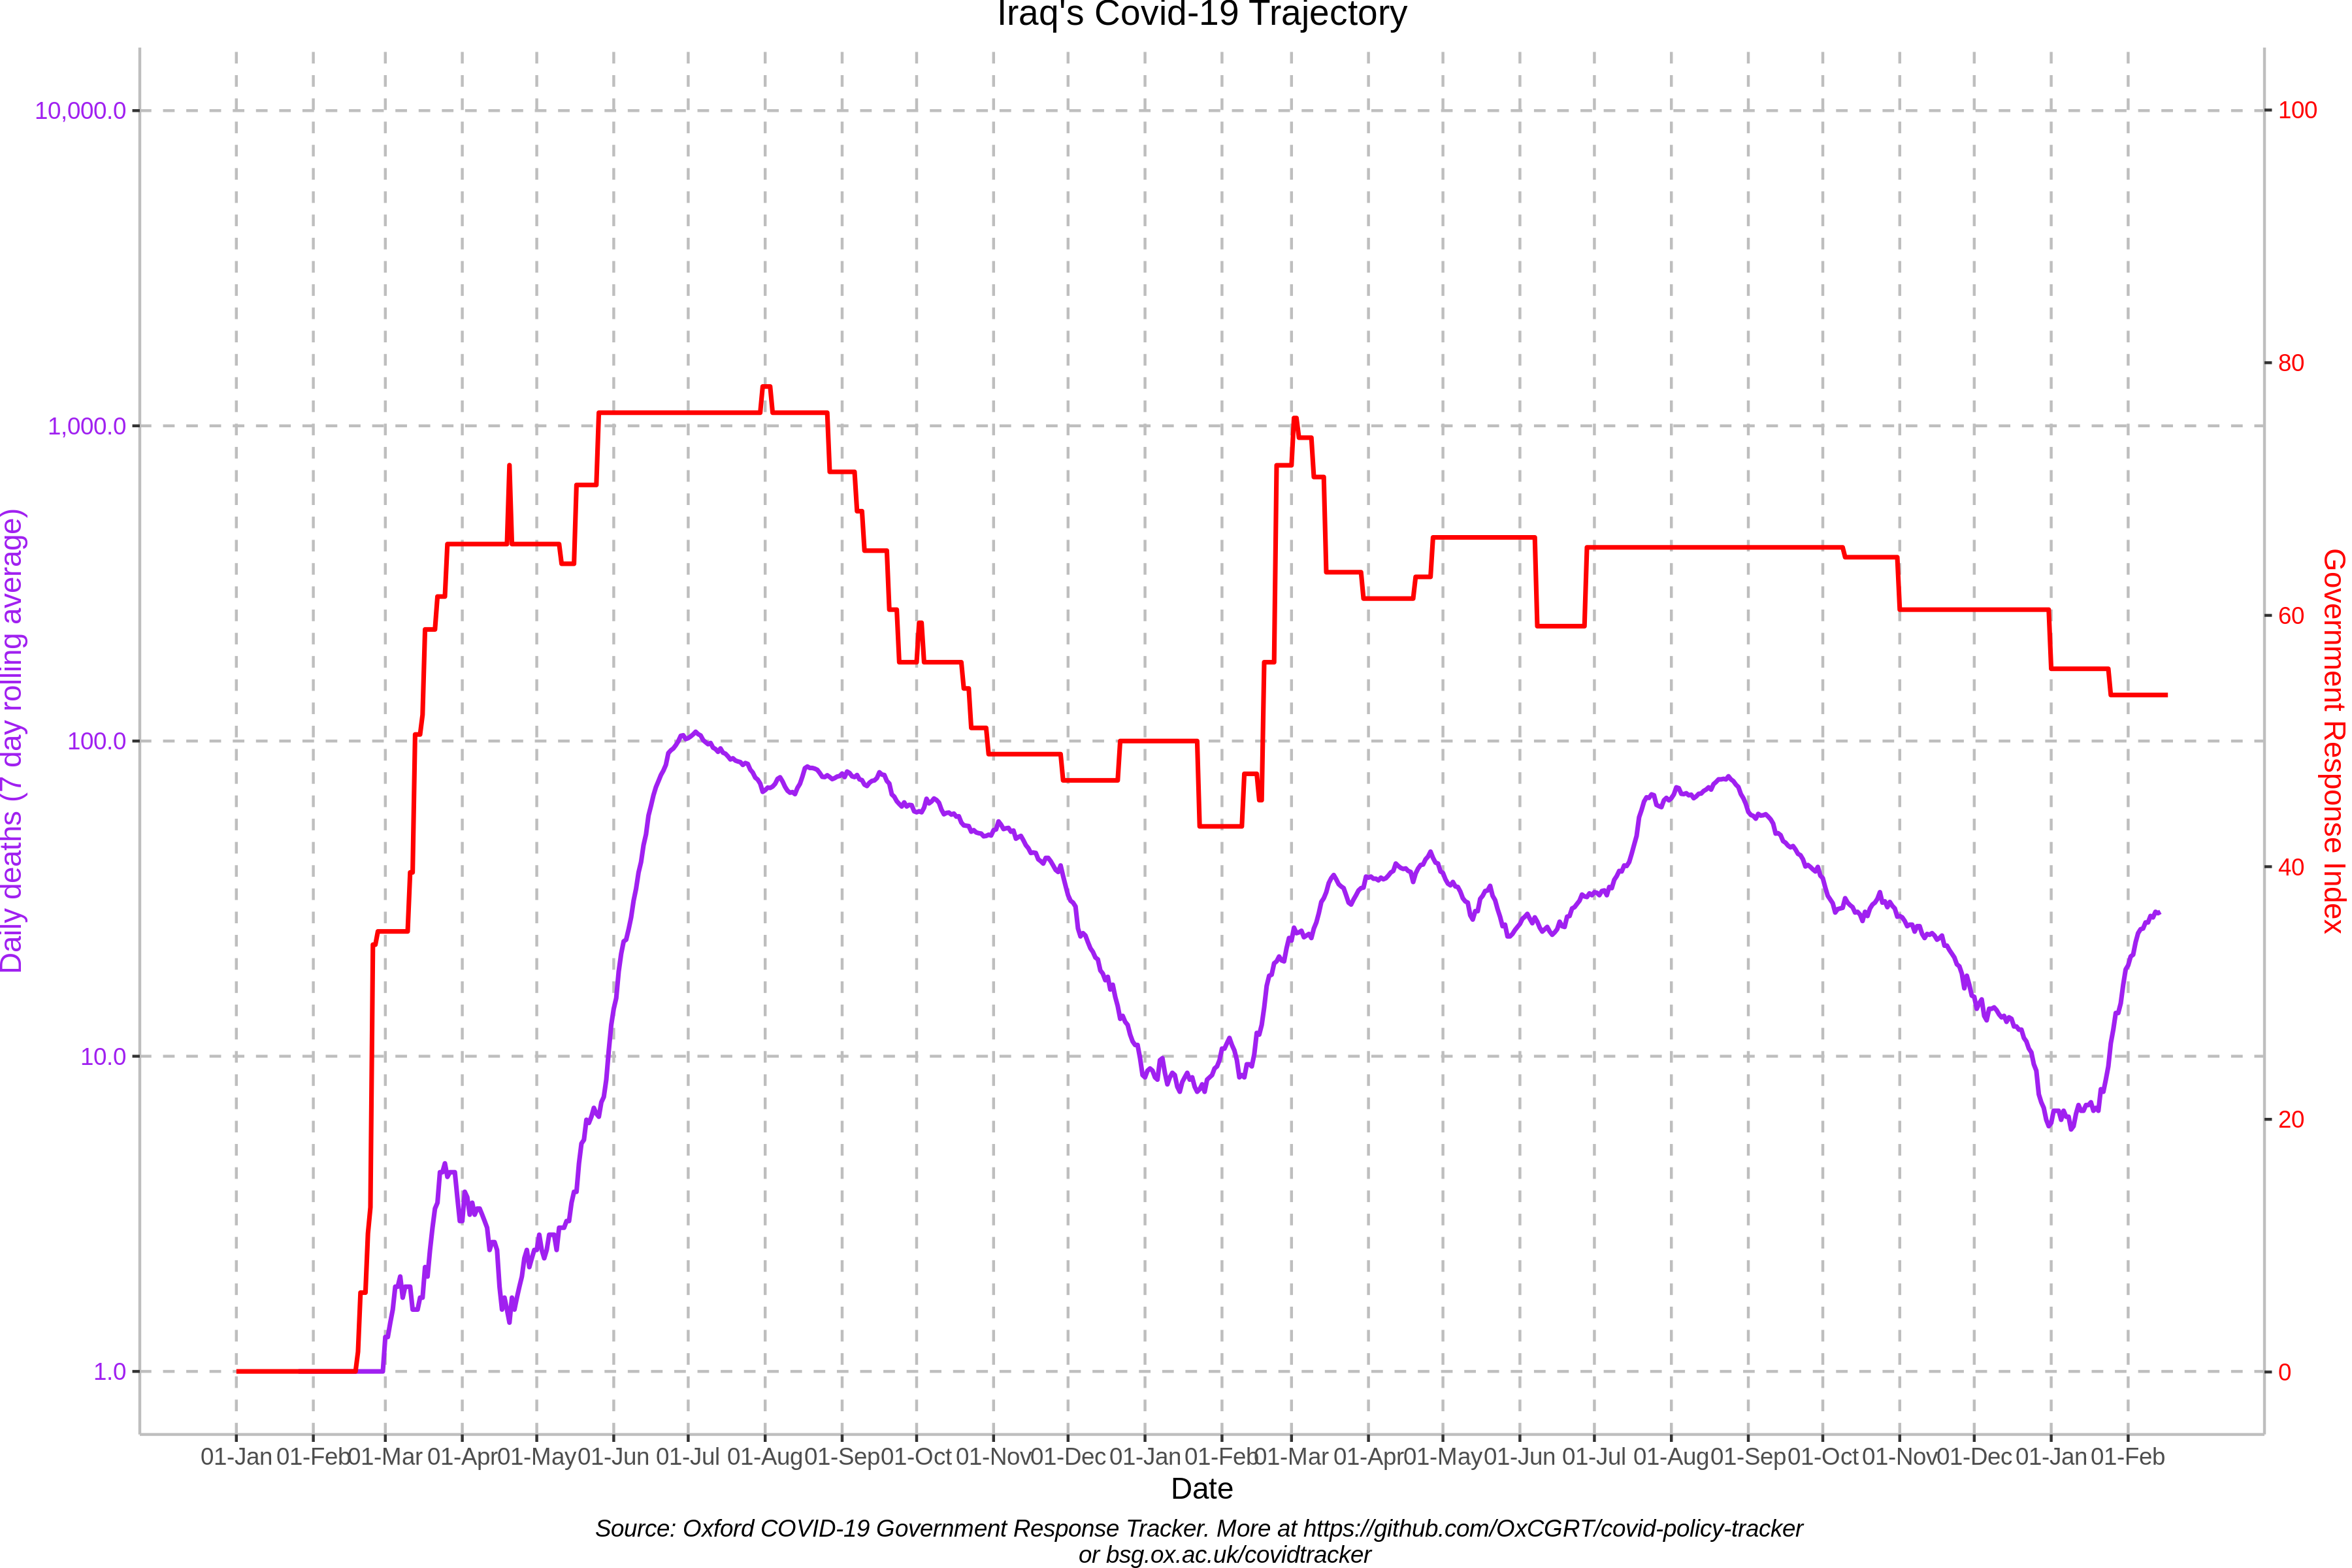 Iraq's Covid-19 Trajectory
10,000.0
1,000.0
100.0
10.0
1.0
Daily deaths (7 day rolling average)
100
80
60
40
20
0
Government Response Index
01-Jan 01-Feb 01-Mar 01-Apr 01-May 01-Jun 01-Jul 01-Aug 01-Sep 01-Oct 01-Nov 01-Dec 01-Jan 01-Feb 01-Mar 01-Apr 01-May 01-Jun 01-Jul 01-Aug 01-Sep 01-Oct 01-Nov 01-Dec 01-Jan 01-Feb
Date
Source: Oxford COVID-19 Government Response Tracker. More at https://github.com/OxCGRT/covid-policy-tracker
or bsg.ox.ac.uk/covidtracker